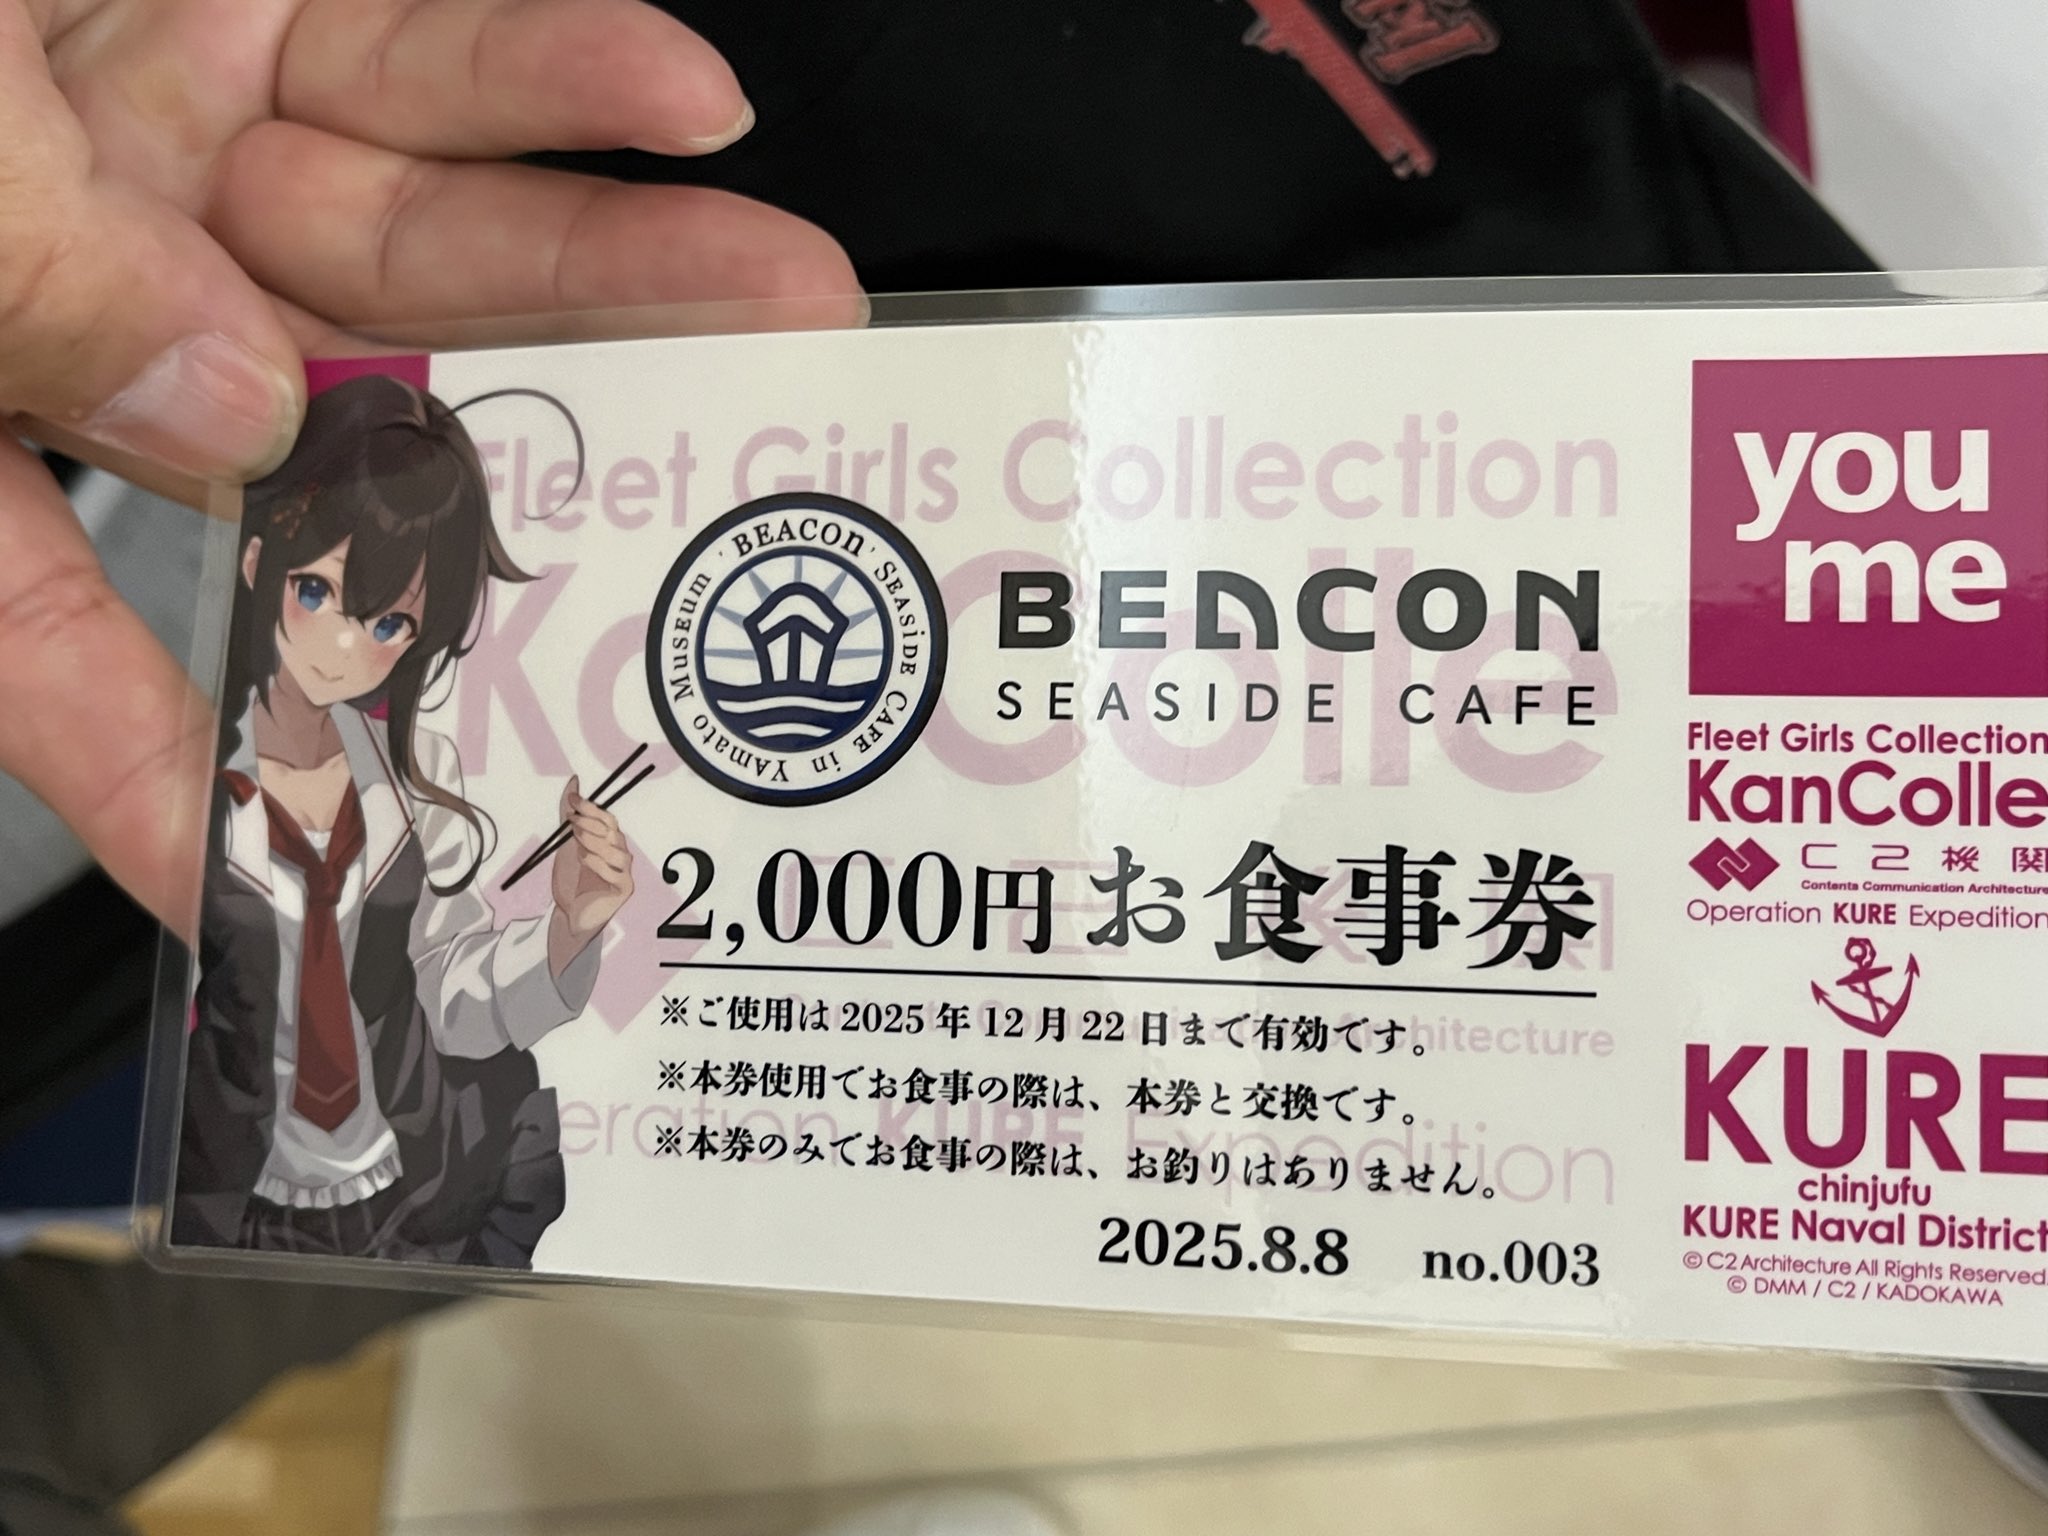 Fleet Girls Collection
KanColle
BEACON SEASIDE CAFE in YAmato MUSEUM
BEACON
SEASIDE CAFE
2,000円お食事券
※ご使用は2025年12月22日まで有効です。
※本券使用でお食事の際は、本券と交換です。
※本券のみでお食事の際は、お釣りはありません。
2025.8.8 no.003
you
me
Fleet Girls Collection
KanColle
C2機関
Contents Communication Architecture
Operation KURE Expedition
KURE
chinjufu
KURE Naval District
© C2 Architecture All Rights Reserved.
© DMM / C2 / KADOKAWA